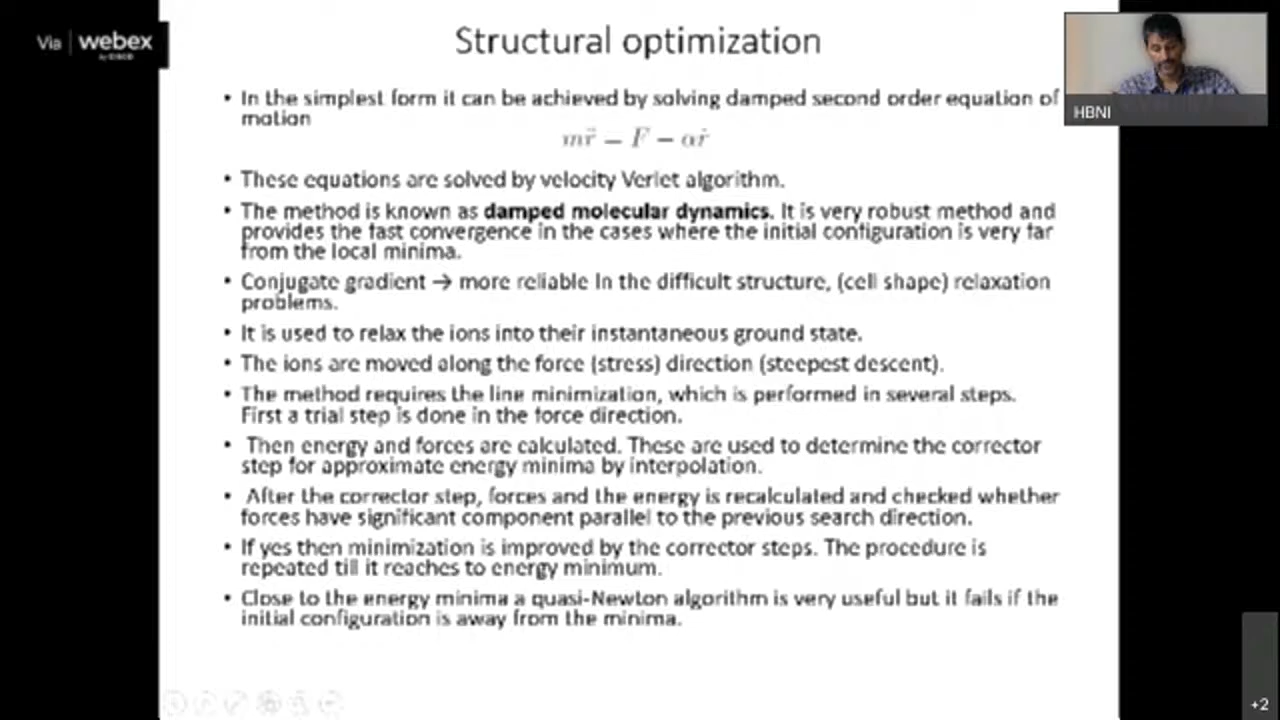 Via webex
by CISCO
Structural optimization
• In the simplest form it can be achieved by solving damped second order equation of
motion
mr̈ = F − αṙ
• These equations are solved by velocity Verlet algorithm.
• The method is known as damped molecular dynamics. It is very robust method and
provides the fast convergence in the cases where the initial configuration is very far
from the local minima.
• Conjugate gradient → more reliable In the difficult structure, (cell shape) relaxation
problems.
• It is used to relax the ions into their instantaneous ground state.
• The ions are moved along the force (stress) direction (steepest descent).
• The method requires the line minimization, which is performed in several steps.
First a trial step is done in the force direction.
• Then energy and forces are calculated. These are used to determine the corrector
step for approximate energy minima by interpolation.
• After the corrector step, forces and the energy is recalculated and checked whether
forces have significant component parallel to the previous search direction.
• If yes then minimization is improved by the corrector steps. The procedure is
repeated till it reaches to energy minimum.
• Close to the energy minima a quasi-Newton algorithm is very useful but it fails if the
initial configuration is away from the minima.
HBNI
+2